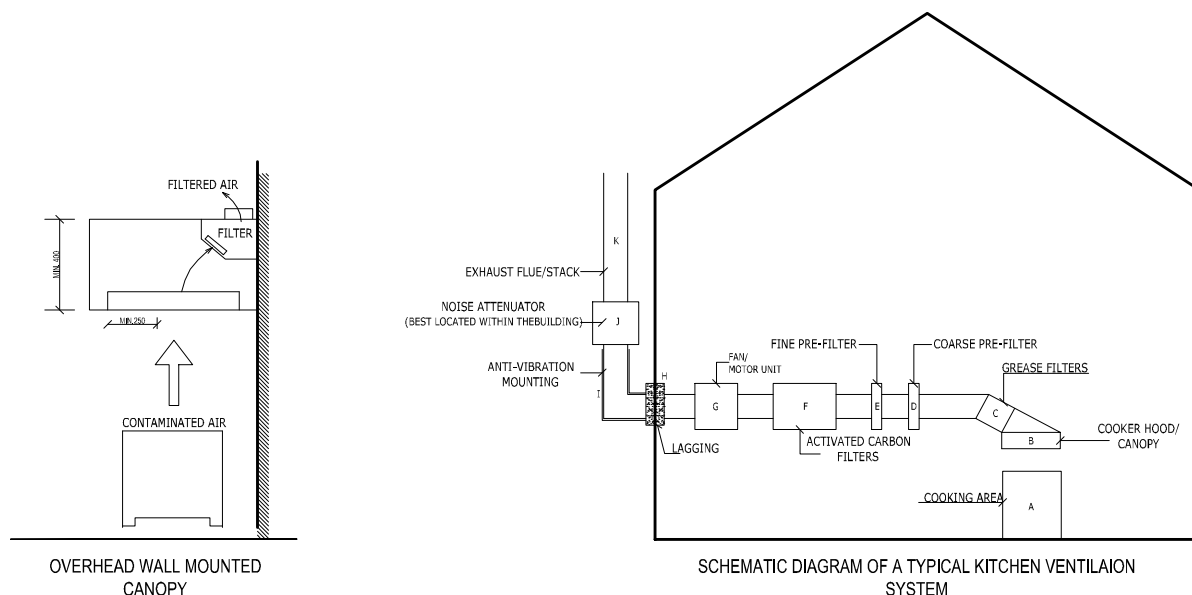 FILTERED AIR
FILTER
MIN.400
MIN.250
CONTAMINATED AIR
OVERHEAD WALL MOUNTED
CANOPY
K
EXHAUST FLUE/STACK
NOISE ATTENUATOR
(BEST LOCATED WITHIN THEBUILDING)
J
ANTI-VIBRATION
MOUNTING
I
H
LAGGING
FAN/
MOTOR UNIT
G
F
ACTIVATED CARBON
FILTERS
FINE PRE-FILTER
E
COARSE PRE-FILTER
D
GREASE FILTERS
C
B
COOKER HOOD/
CANOPY
COOKING AREA
A
SCHEMATIC DIAGRAM OF A TYPICAL KITCHEN VENTILAION
SYSTEM